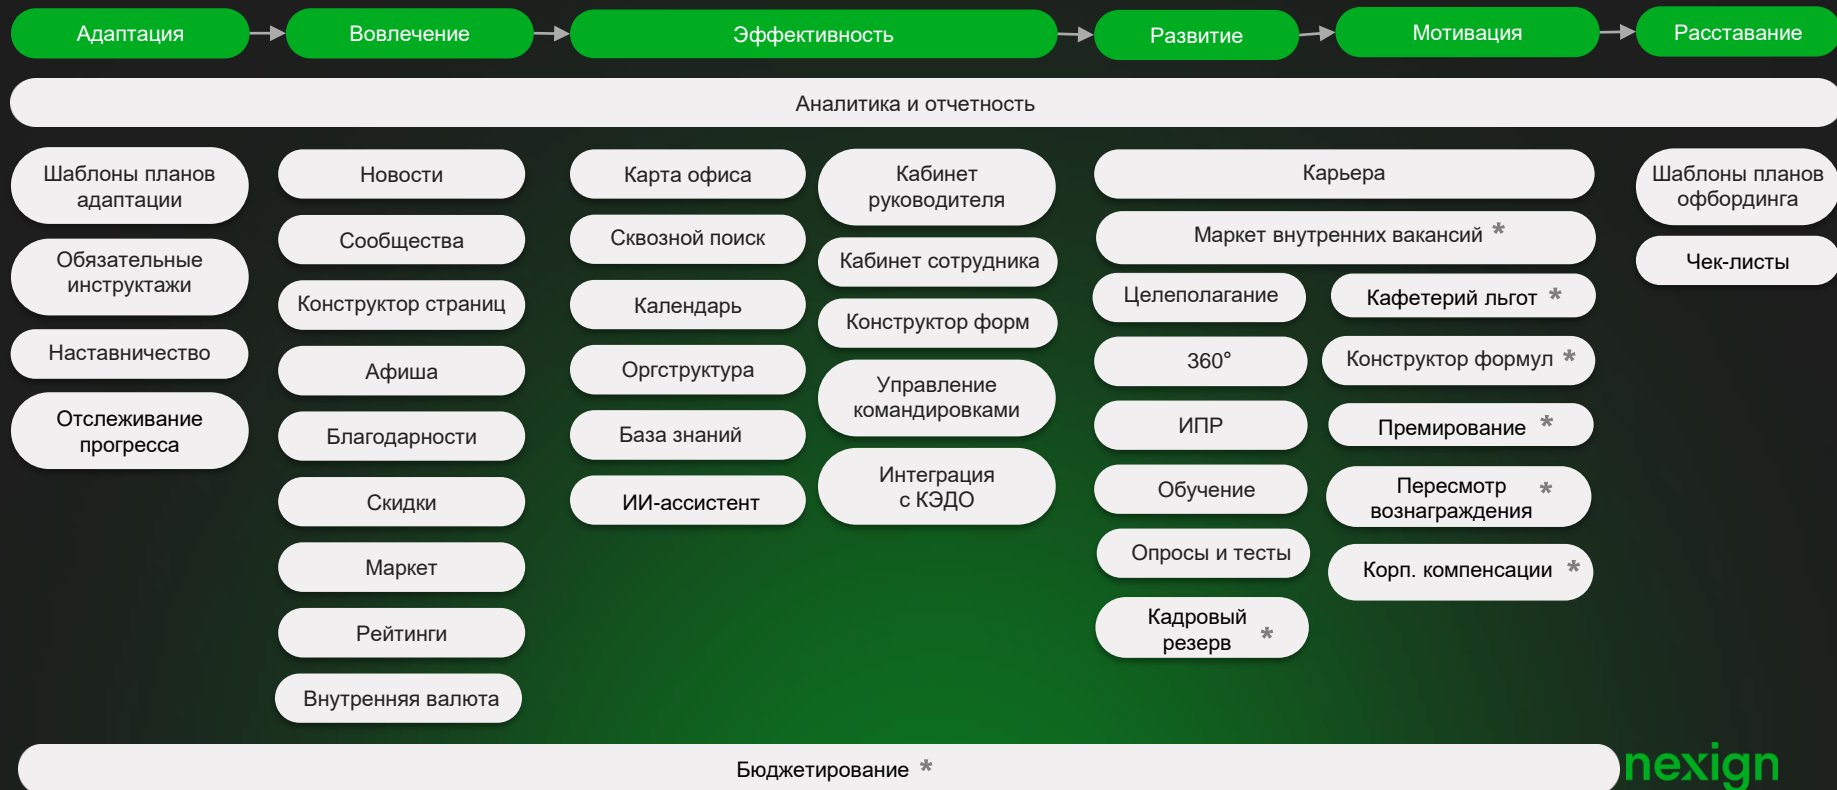 Адаптация
Вовлечение
Эффективность
Развитие
Мотивация
Расставание
Аналитика и отчетность
Шаблоны планов
адаптации
Обязательные
инструктажи
Наставничество
Отслеживание
прогресса
Новости
Сообщества
Конструктор страниц
Афиша
Благодарности
Скидки
Маркет
Рейтинги
Внутренняя валюта
Карта офиса
Сквозной поиск
Календарь
Оргструктура
База знаний
ИИ-ассистент
Кабинет
руководителя
Кабинет сотрудника
Конструктор форм
Управление
командировками
Интеграция
с КЭДО
Карьера
Маркет внутренних вакансий *
Целеполагание
360°
ИПР
Обучение
Опросы и тесты
Кадровый
резерв *
Кафетерий льгот *
Конструктор формул *
Премирование *
Пересмотр
вознаграждения *
Корп. компенсации *
Шаблоны планов
офбординга
Чек-листы
Бюджетирование *
nexign